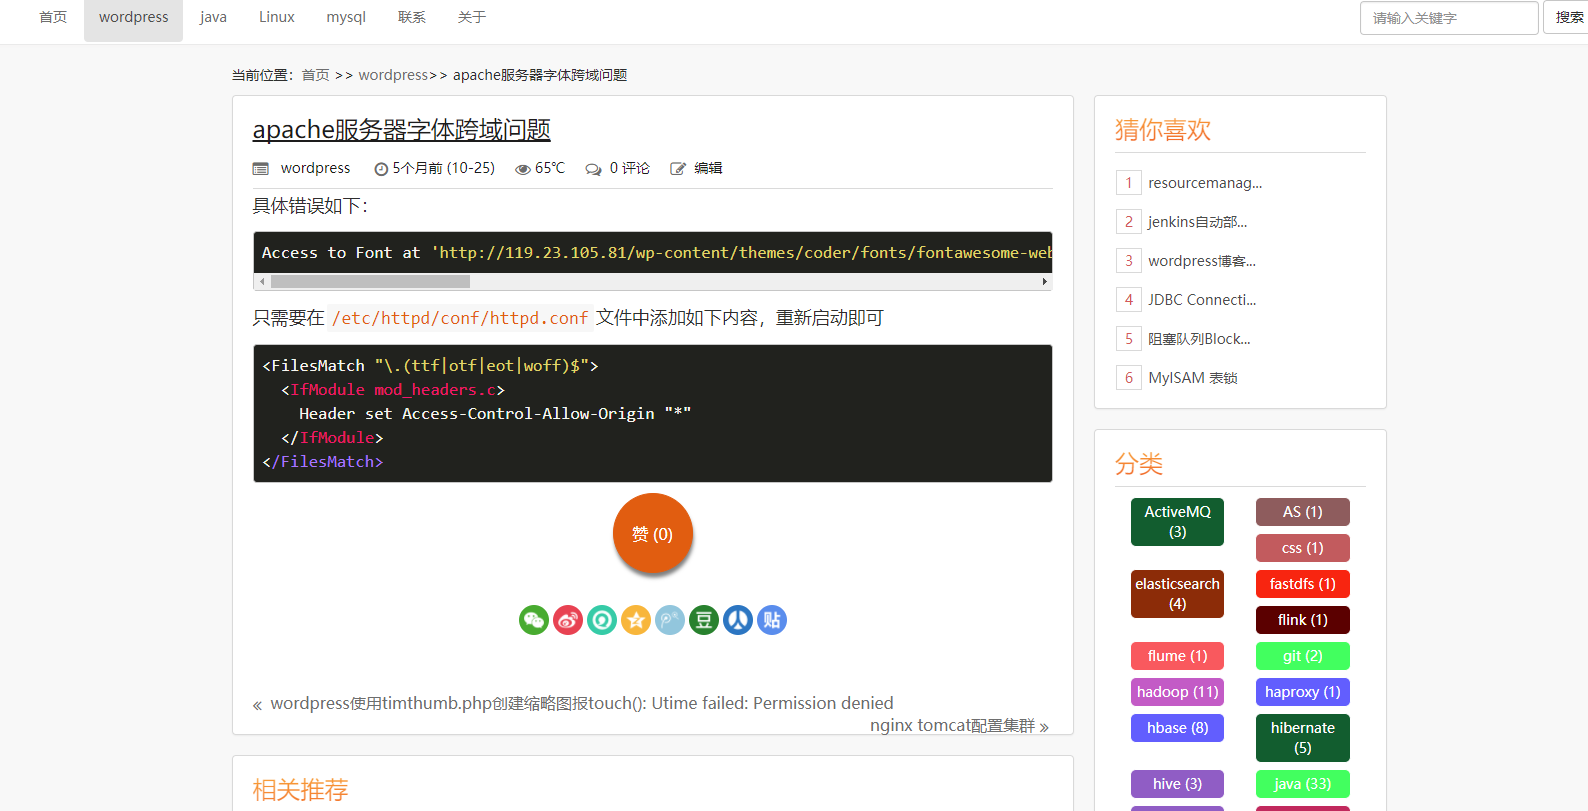 首页 wordpress java Linux mysql 联系 关于 请输入关键字 搜索
当前位置：首页 >> wordpress>> apache服务器字体跨域问题
apache服务器字体跨域问题
wordpress 5个月前 (10-25) 65℃ 0 评论 编辑
具体错误如下：
Access to Font at 'http://119.23.105.81/wp-content/themes/coder/fonts/fontawesome-web
只需要在 /etc/httpd/conf/httpd.conf 文件中添加如下内容，重新启动即可
<FilesMatch "\.(ttf|otf|eot|woff)$">
<IfModule mod_headers.c>
Header set Access-Control-Allow-Origin "*"
</IfModule>
</FilesMatch>
赞 (0)
豆 贴
« wordpress使用timthumb.php创建缩略图报touch(): Utime failed: Permission denied
nginx tomcat配置集群 »
相关推荐
猜你喜欢
1 resourcemanag...
2 jenkins自动部...
3 wordpress博客...
4 JDBC Connecti...
5 阻塞队列Block...
6 MyISAM 表锁
分类
ActiveMQ
(3)
AS (1)
css (1)
elasticsearch
(4)
fastdfs (1)
flink (1)
flume (1)
git (2)
hadoop (11)
haproxy (1)
hbase (8)
hibernate
(5)
hive (3)
java (33)